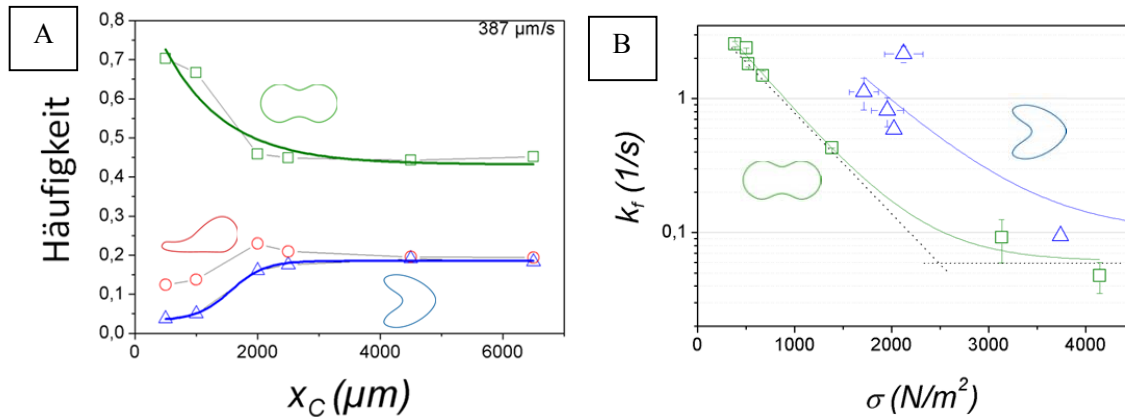 A
387 µm/s
Häufigkeit
0,8
0,7
0,6
0,5
0,4
0,3
0,2
0,1
0,0
0 2000 4000 6000
x_C (µm)
B
k_f (1/s)
1
0,1
0 1000 2000 3000 4000
σ (N/m²)